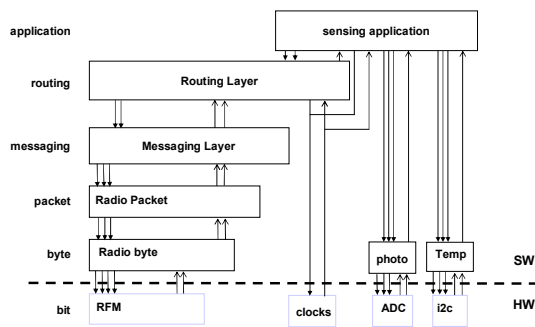 application
sensing application
routing
Routing Layer
messaging
Messaging Layer
packet
Radio Packet
byte
Radio byte
photo
Temp
SW
bit
RFM
clocks
ADC
i2c
HW